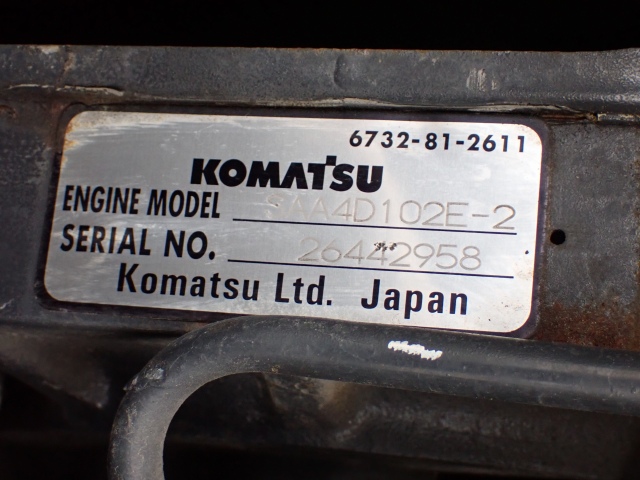 6732-81-2611
KOMATSU
ENGINE MODEL SAA4D102E-2
SERIAL NO. 26442958
Komatsu Ltd. Japan